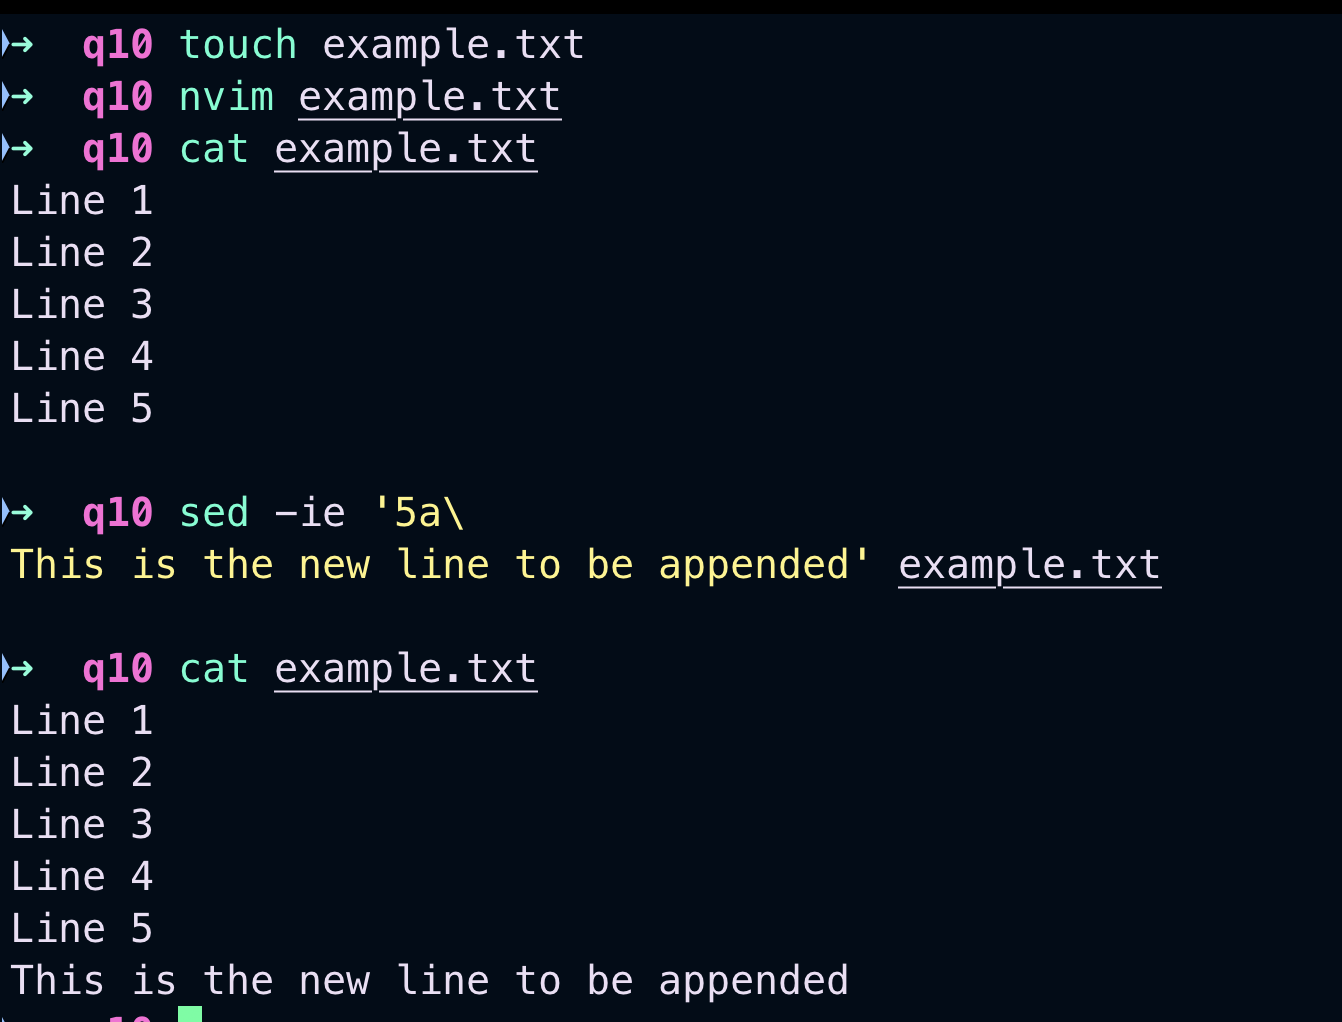 ➜ q10 touch example.txt
➜ q10 nvim example.txt
➜ q10 cat example.txt
Line 1
Line 2
Line 3
Line 4
Line 5
➜ q10 sed -ie '5a\
This is the new line to be appended' example.txt
➜ q10 cat example.txt
Line 1
Line 2
Line 3
Line 4
Line 5
This is the new line to be appended
q10